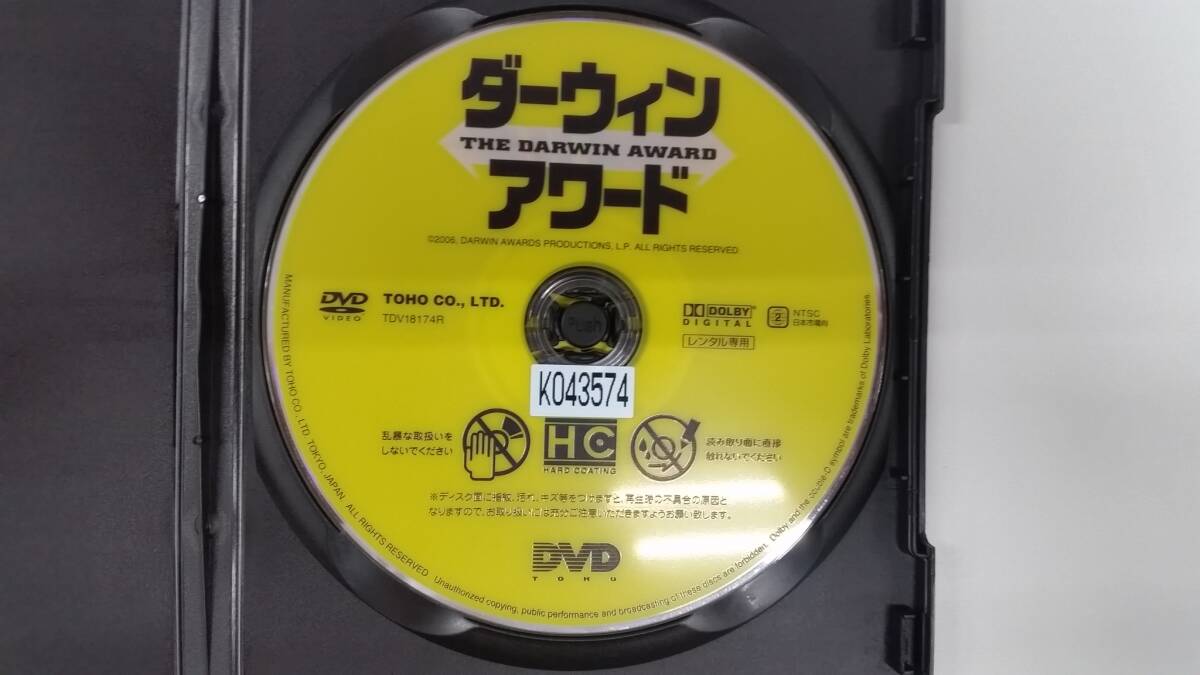 ダーウィン
THE DARWIN AWARD
アワード
©2006, DARWIN AWARDS PRODUCTIONS, L.P. ALL RIGHTS RESERVED
DVD
VIDEO
TOHO CO., LTD.
TDV18174R
Push
DOLBY
DIGITAL
2
NTSC
日本市場向
レンタル専用
K043574
乱暴な取扱いを
しないでください
HC
HARD COATING
読み取り面に直接
触れないでください
※ディスク面に指紋、汚れ、キズ等をつけますと、再生時の不具合の原因と
なりますので、お取り扱いには充分ご注意いただきますようお願い致します。
DVD
TOHO
MANUFACTURED BY TOHO CO., LTD. TOKYO, JAPAN. ALL RIGHTS RESERVED. Unauthorized copying, public performance and broadcasting of these discs are forbidden. Dolby and the double-D symbol are trademarks of Dolby Laboratories.